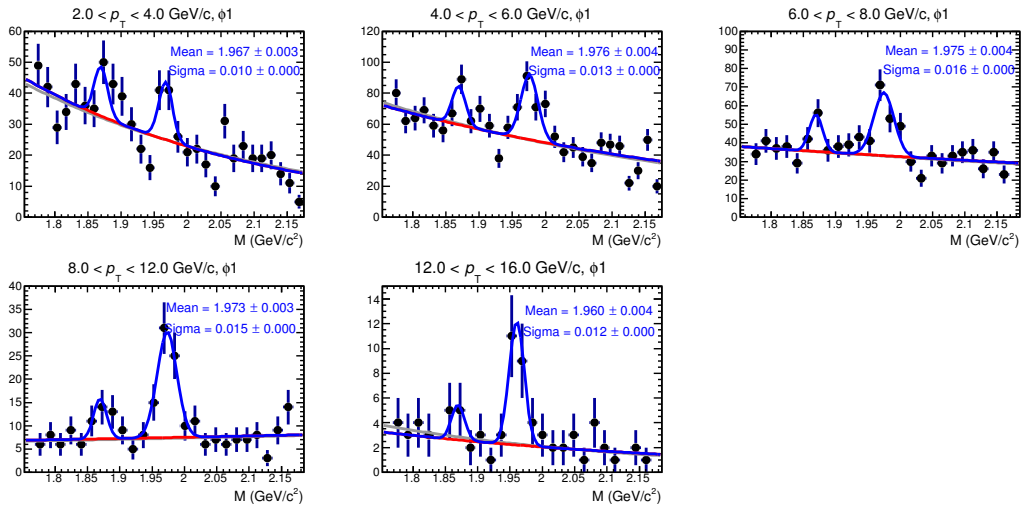 2.0 < p_T < 4.0 GeV/c, ϕ1
Mean = 1.967 ± 0.003
Sigma = 0.010 ± 0.000
60
50
40
30
20
10
0
1.8 1.85 1.9 1.95 2 2.05 2.1 2.15
M (GeV/c²)
4.0 < p_T < 6.0 GeV/c, ϕ1
Mean = 1.976 ± 0.004
Sigma = 0.013 ± 0.000
120
100
80
60
40
20
0
1.8 1.85 1.9 1.95 2 2.05 2.1 2.15
M (GeV/c²)
6.0 < p_T < 8.0 GeV/c, ϕ1
Mean = 1.975 ± 0.004
Sigma = 0.016 ± 0.000
100
90
80
70
60
50
40
30
20
10
0
1.8 1.85 1.9 1.95 2 2.05 2.1 2.15
M (GeV/c²)
8.0 < p_T < 12.0 GeV/c, ϕ1
Mean = 1.973 ± 0.003
Sigma = 0.015 ± 0.000
40
35
30
25
20
15
10
5
0
1.8 1.85 1.9 1.95 2 2.05 2.1 2.15
M (GeV/c²)
12.0 < p_T < 16.0 GeV/c, ϕ1
Mean = 1.960 ± 0.004
Sigma = 0.012 ± 0.000
14
12
10
8
6
4
2
0
1.8 1.85 1.9 1.95 2 2.05 2.1 2.15
M (GeV/c²)